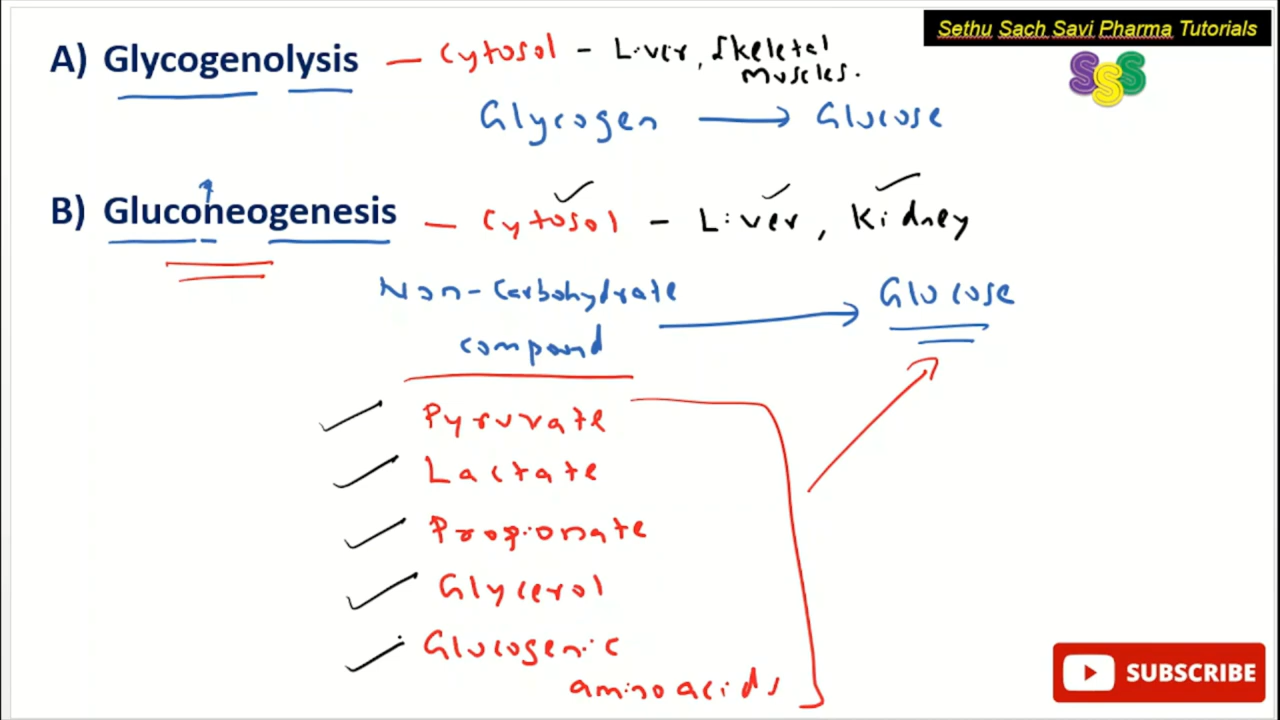 Sethu Sach Savi Pharma Tutorials
SSS
A) Glycogenolysis – Cytosol – Liver, Skeletal
muscles.
Glycogen → Glucose
B) Gluconeogenesis – Cytosol – Liver, Kidney
Non-Carbohydrate → Glucose
compound
Pyruvate
Lactate
Propionate
Glycerol
Glucogenic
amino acids
SUBSCRIBE